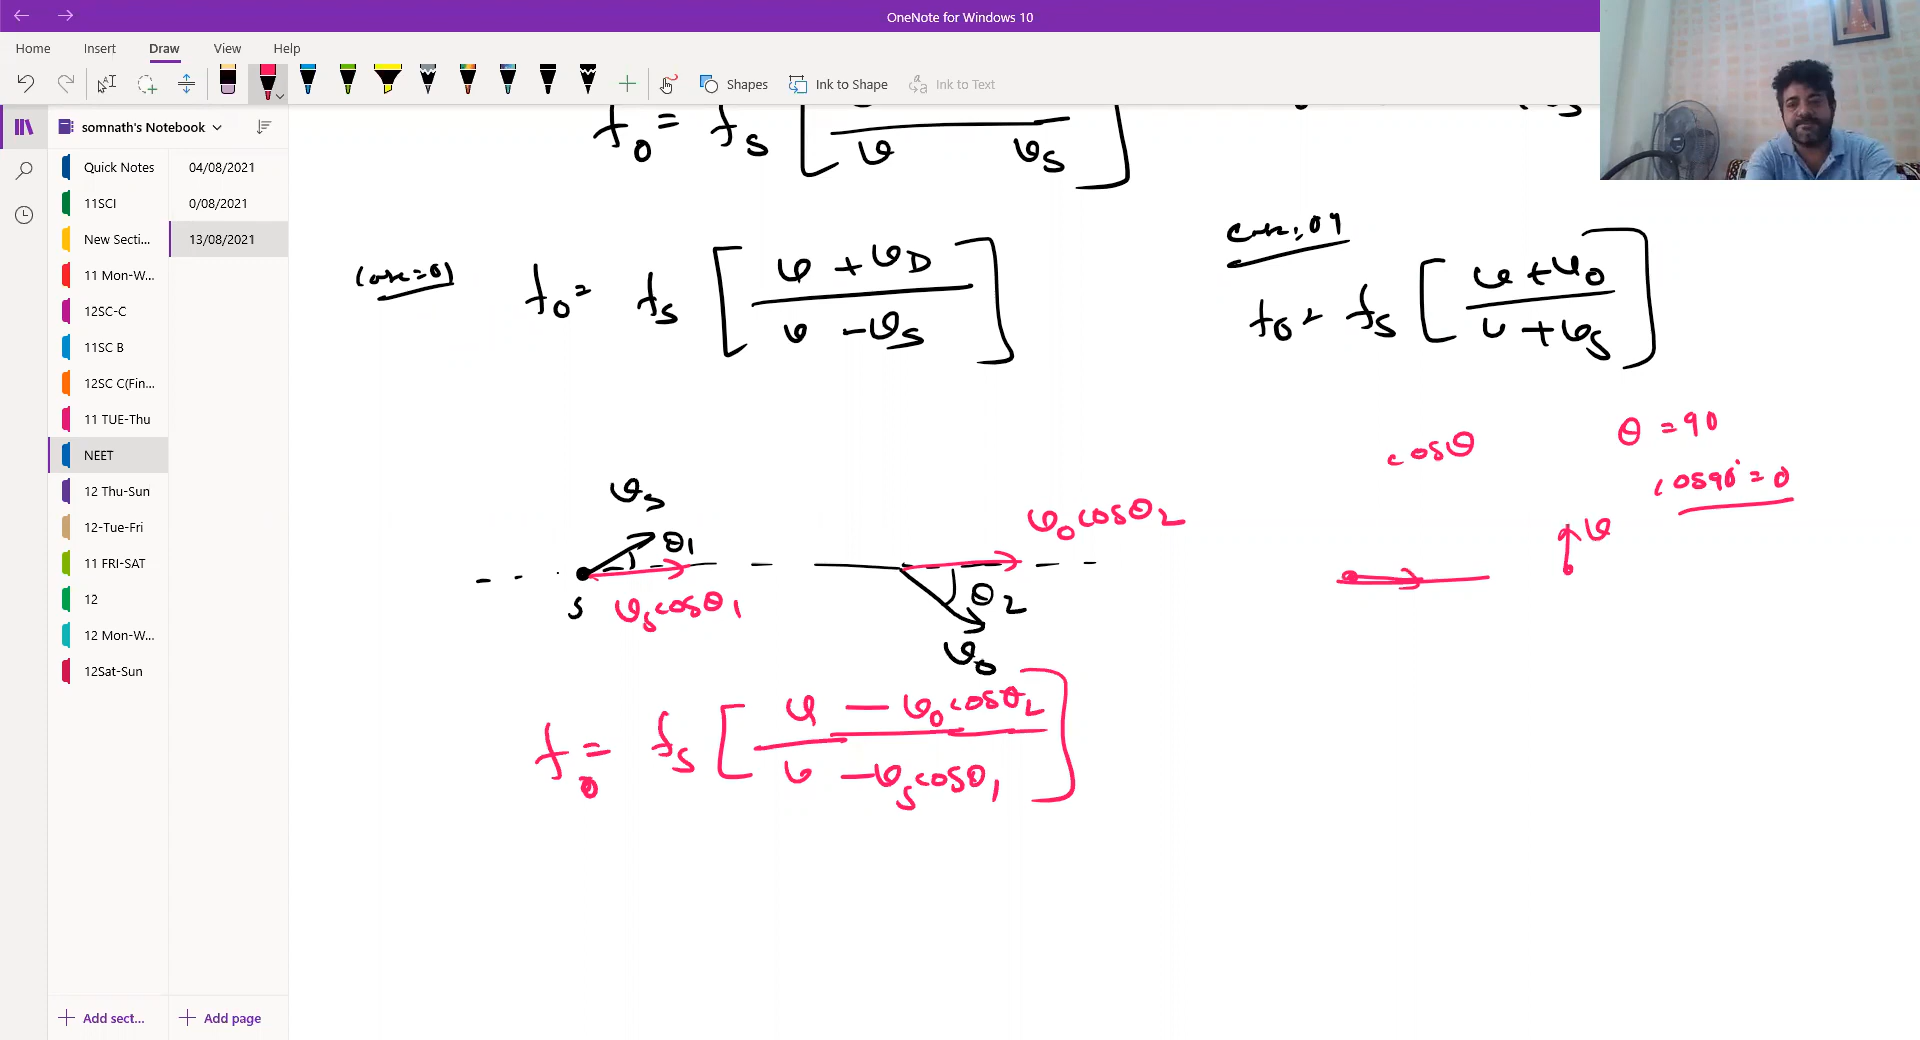 OneNote for Windows 10
Home Insert Draw View Help
Shapes Ink to Shape Ink to Text
somnath's Notebook
Quick Notes
11SCI
New Secti...
11 Mon-W...
12SC-C
11SC B
12SC C(Fin...
11 TUE-Thu
NEET
12 Thu-Sun
12-Tue-Fri
11 FRI-SAT
12
12 Mon-W...
12Sat-Sun
Add sect...
04/08/2021
0/08/2021
13/08/2021
Add page
f0 = fs [ v vs ]
f0 = fs [ v + v0 / v - vs ]
f0 = fs [ v + v0 / v + vs ]
cosθ
θ = 90
cos90° = 0
v
vs
θ1
S
vs cosθ1
v0 cosθ2
θ2
v0
f0 = fs [ v - v0 cosθ2 / v - vs cosθ1 ]